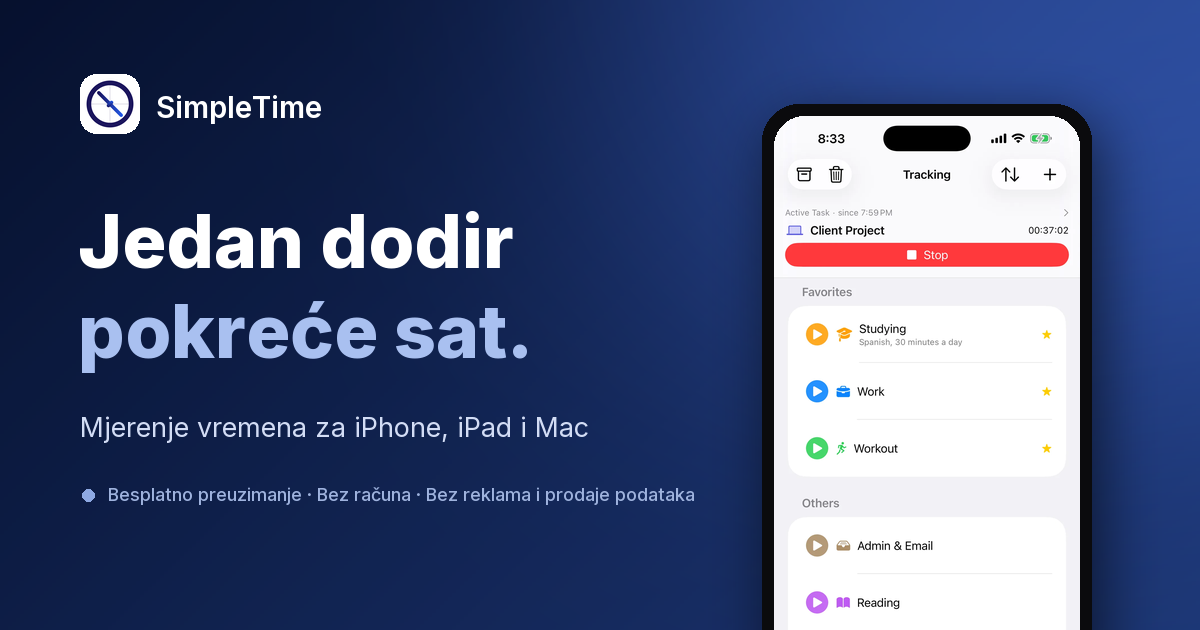 SimpleTime
Jedan dodir
pokreće sat.
Mjerenje vremena za iPhone, iPad i Mac
Besplatno preuzimanje · Bez računa · Bez reklama i prodaje podataka
8:33
Tracking
Active Task · since 7:59 PM
Client Project
00:37:02
Stop
Favorites
Studying
Spanish, 30 minutes a day
Work
Workout
Others
Admin & Email
Reading